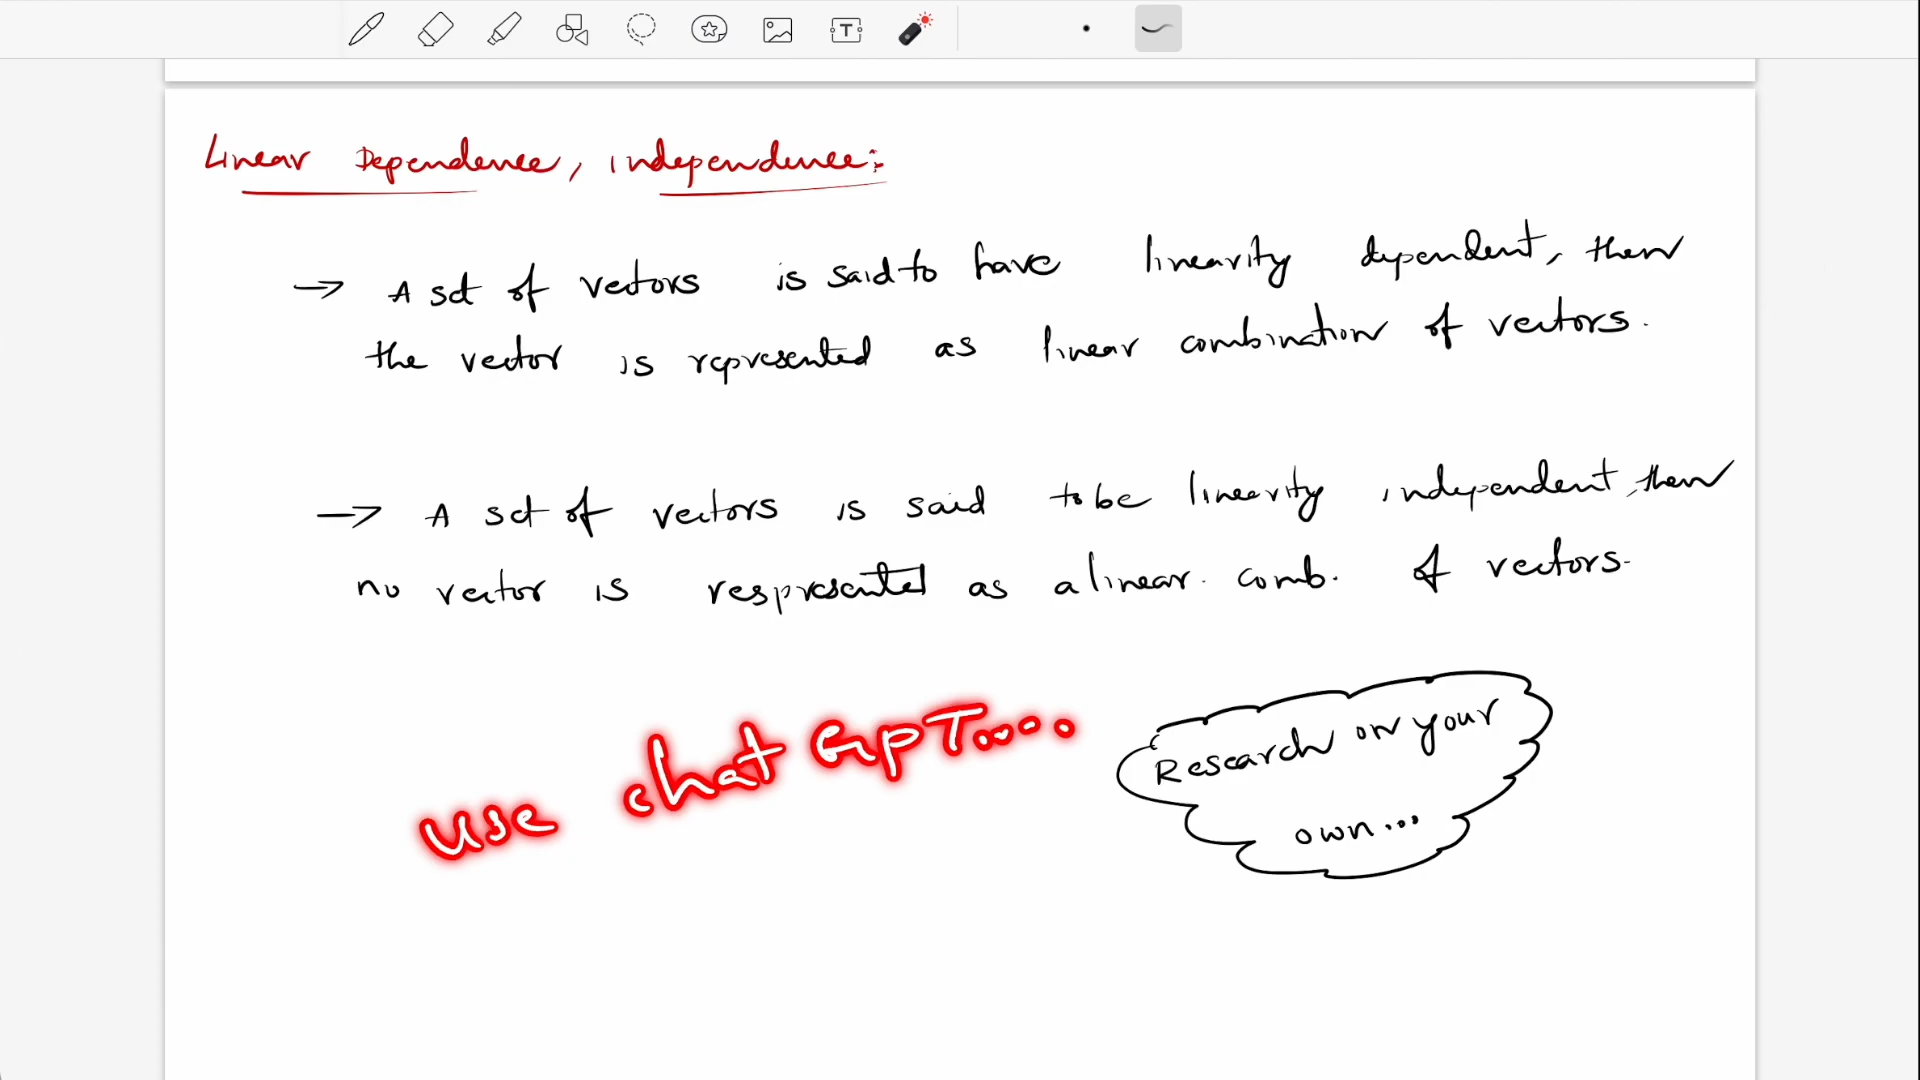 Linear Dependence, independence:
→ A set of vectors is said to have linearity dependent, then
the vector is represented as linear combination of vectors.
→ A set of vectors is said to be linearity independent, then
no vector is respresented as a linear. comb. of vectors.
use chat GPT....
Research on your
own...